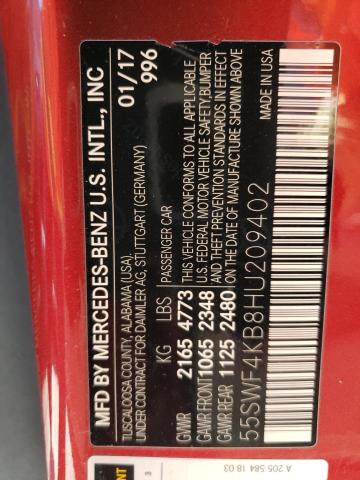 MFD BY MERCEDES-BENZ U.S. INTL., INC
TUSCALOOSA COUNTY, ALABAMA (USA),
UNDER CONTRACT FOR DAIMLER AG, STUTTGART (GERMANY)
01/17
996
KG LBS
GVWR 2165 4773
GAWR FRONT 1065 2348
GAWR REAR 1125 2480
PASSENGER CAR
THIS VEHICLE CONFORMS TO ALL APPLICABLE
U.S. FEDERAL MOTOR VEHICLE SAFETY, BUMPER
AND THEFT PREVENTION STANDARDS IN EFFECT
ON THE DATE OF MANUFACTURE SHOWN ABOVE
MADE IN USA
55SWF4KB8HU209402
A 205 584 18 03
3